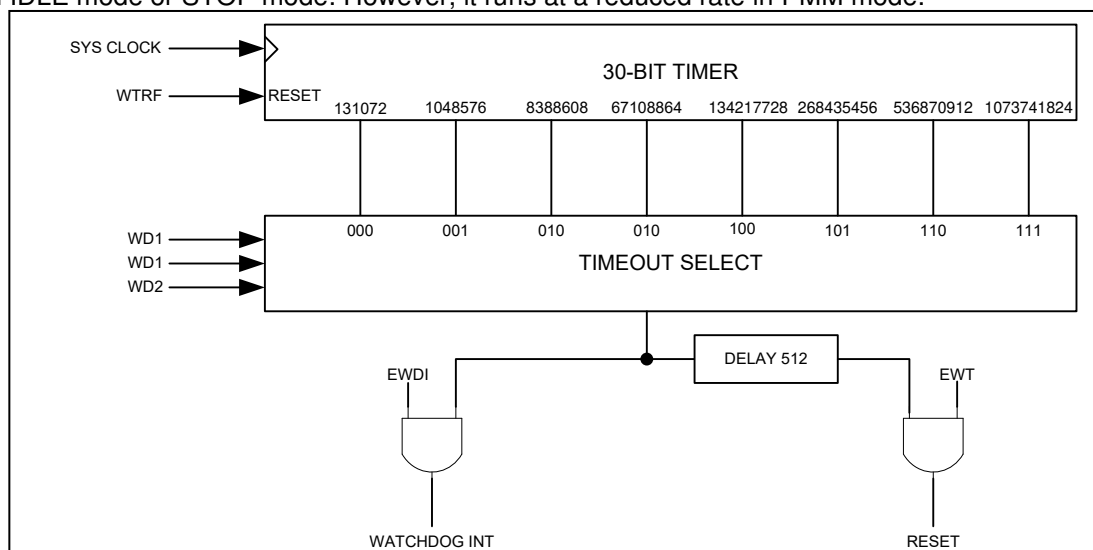 IDLE mode or STOP mode. However, it runs at a reduced rate in PMM mode.
SYS CLOCK
30-BIT TIMER
WTRF
RESET
131072 1048576 8388608 67108864 134217728 268435456 536870912 1073741824
000 001 010 010 100 101 110 111
WD1
TIMEOUT SELECT
WD1
WD2
DELAY 512
EWDI
EWT
WATCHDOG INT
RESET